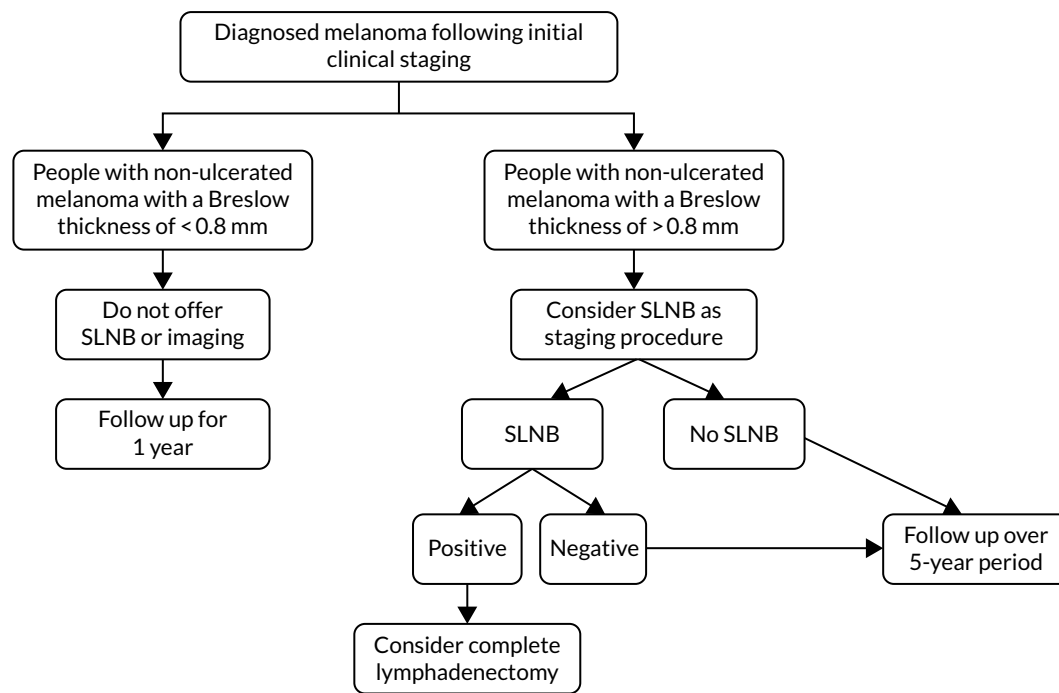 Diagnosed melanoma following initial
clinical staging
People with non-ulcerated
melanoma with a Breslow
thickness of < 0.8 mm
People with non-ulcerated
melanoma with a Breslow
thickness of > 0.8 mm
Do not offer
SLNB or imaging
Consider SLNB as
staging procedure
Follow up for
1 year
SLNB
No SLNB
Positive
Negative
Follow up over
5-year period
Consider complete
lymphadenectomy